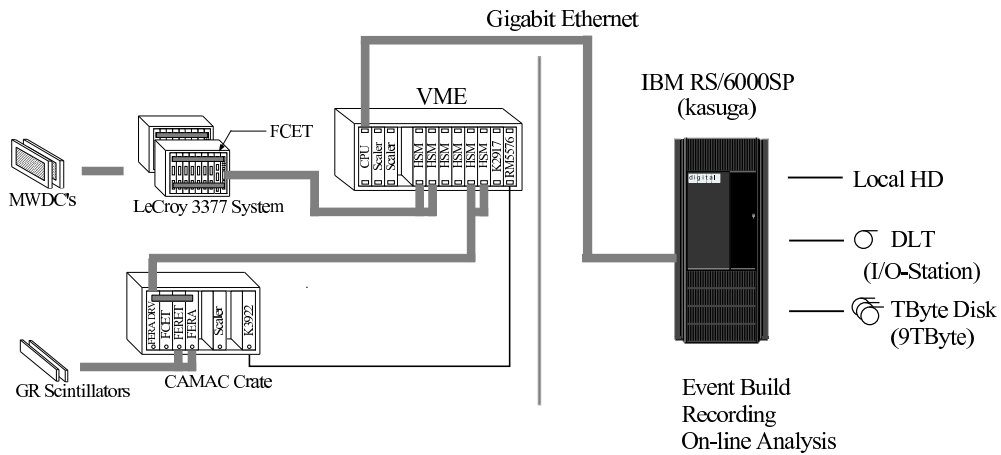 Gigabit Ethernet
IBM RS/6000SP
(kasuga)
VME
FCET
CPU
Scaler
Scaler
HSM
HSM
HSM
HSM
HSM
HSM
K2917
RM5576
digital
MWDC's
LeCroy 3377 System
Local HD
DLT
(I/O-Station)
TByte Disk
(9TByte)
FERA DRV
FCET
FERET
FERA
Scaler
K3922
GR Scintillators
CAMAC Crate
Event Build
Recording
On-line Analysis